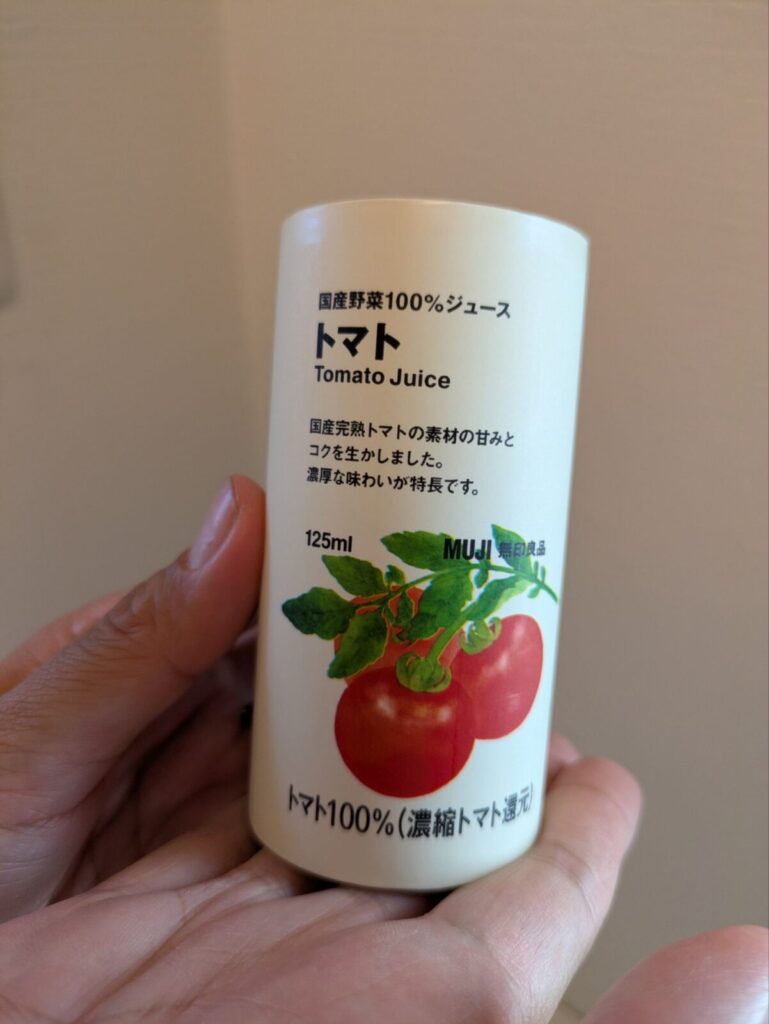 国産野菜100%ジュース
トマト
Tomato Juice
国産完熟トマトの素材の甘みと
コクを生かしました。
濃厚な味わいが特長です。
125ml MUJI 無印良品
トマト100%(濃縮トマト還元)